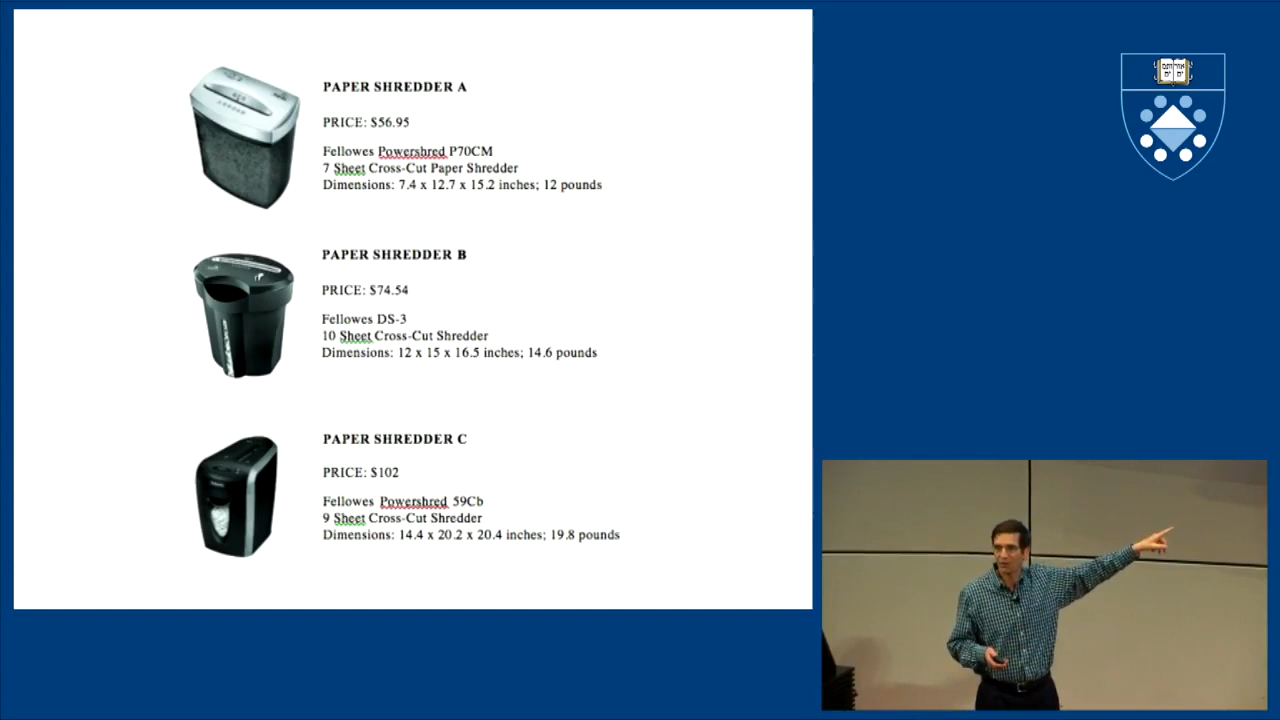 PAPER SHREDDER A
PRICE: $56.95
Fellowes Powershred P70CM
7 Sheet Cross-Cut Paper Shredder
Dimensions: 7.4 x 12.7 x 15.2 inches; 12 pounds
PAPER SHREDDER B
PRICE: $74.54
Fellowes DS-3
10 Sheet Cross-Cut Shredder
Dimensions: 12 x 15 x 16.5 inches; 14.6 pounds
PAPER SHREDDER C
PRICE: $102
Fellowes Powershred 59Cb
9 Sheet Cross-Cut Shredder
Dimensions: 14.4 x 20.2 x 20.4 inches; 19.8 pounds